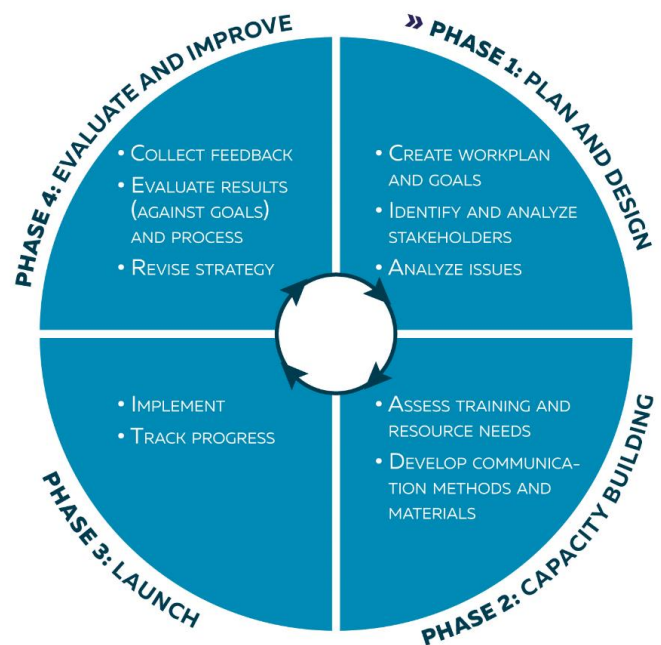 » PHASE 1: PLAN AND DESIGN
• CREATE WORKPLAN
AND GOALS
• IDENTIFY AND ANALYZE
STAKEHOLDERS
• ANALYZE ISSUES
PHASE 2: CAPACITY BUILDING
• ASSESS TRAINING AND
RESOURCE NEEDS
• DEVELOP COMMUNICA-
TION METHODS AND
MATERIALS
PHASE 3: LAUNCH
• IMPLEMENT
• TRACK PROGRESS
PHASE 4: EVALUATE AND IMPROVE
• COLLECT FEEDBACK
• EVALUATE RESULTS
(AGAINST GOALS)
AND PROCESS
• REVISE STRATEGY